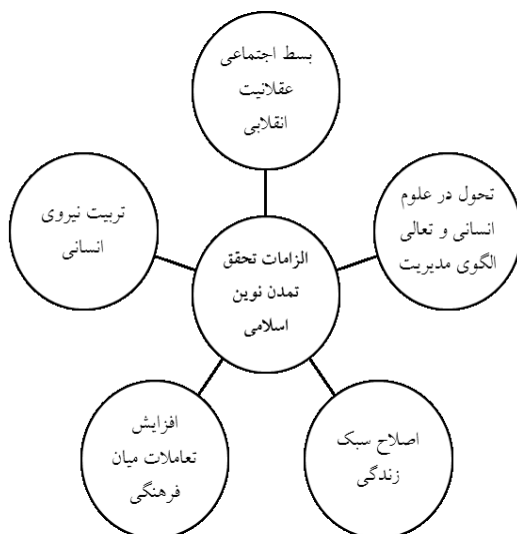 بسط اجتماعی
عقلانیت
انقلابی
تحول در علوم
انسانی و تعالی
الگوی مدیریت
تربیت نیروی
انسانی
الزامات تحقق
تمدن نوین
اسلامی
اصلاح سبک
زندگی
افزایش
تعاملات میان
فرهنگی